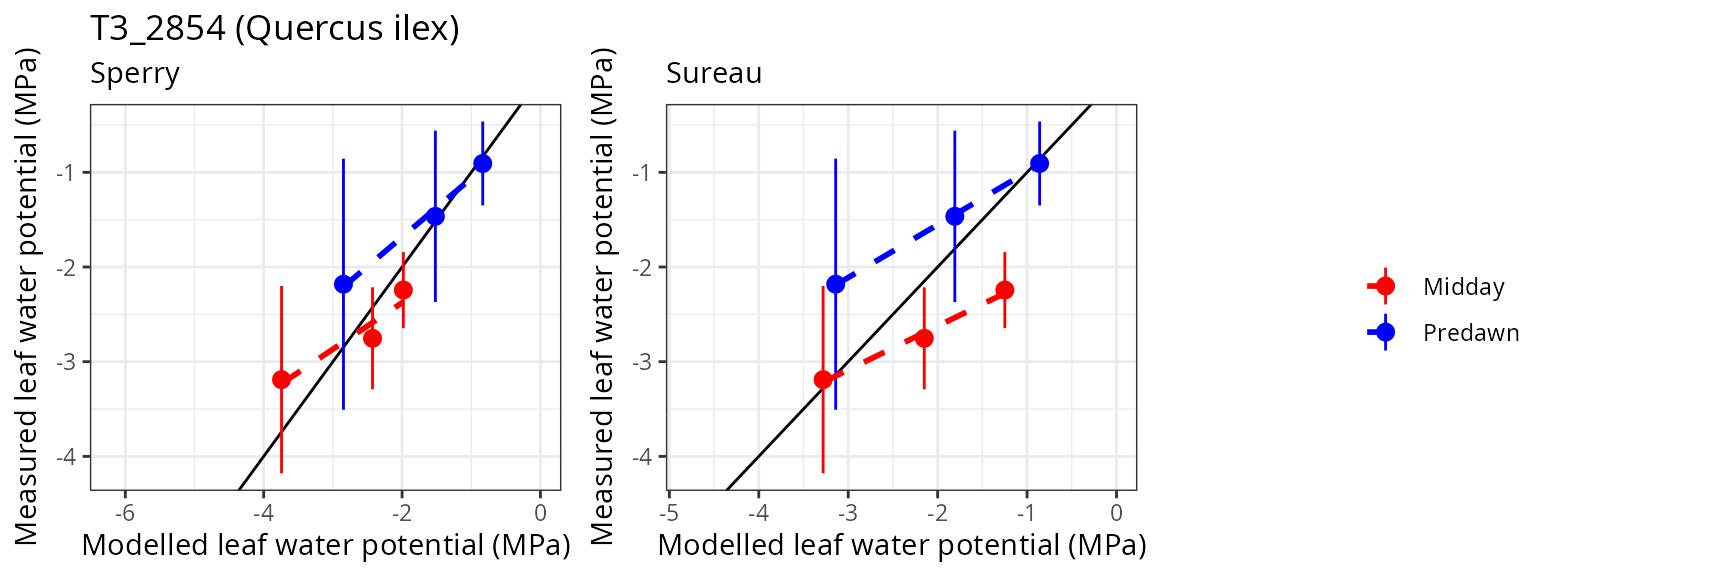 T3_2854 (Quercus ilex)
Sperry
Measured leaf water potential (MPa)
-1
-2
-3
-4
-6
-4
-2
0
Modelled leaf water potential (MPa)
Sureau
Measured leaf water potential (MPa)
-1
-2
-3
-4
-5
-4
-3
-2
-1
0
Modelled leaf water potential (MPa)
Midday
Predawn